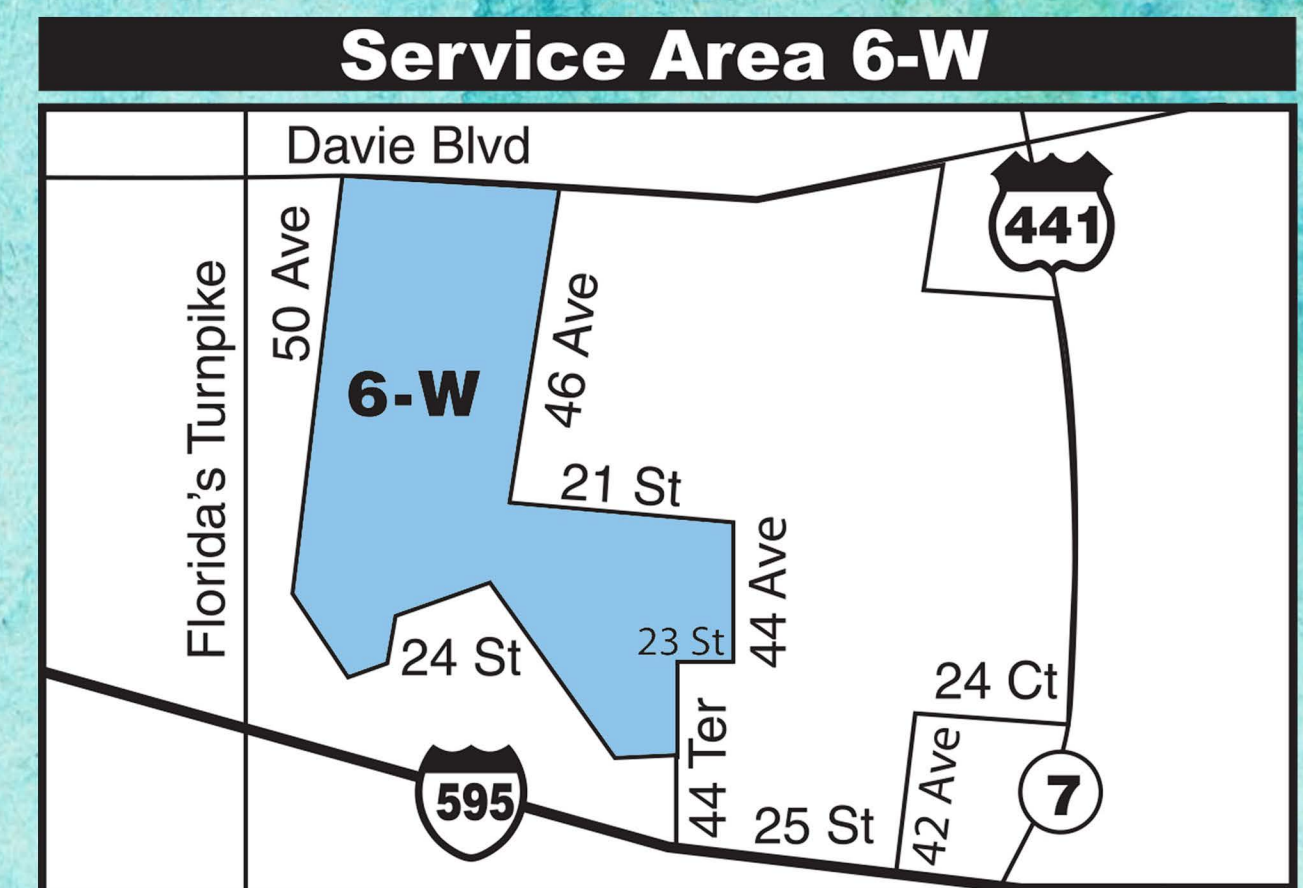 Service Area 6-W
Davie Blvd
441
50 Ave
Florida's Turnpike
46 Ave
6-W
21 St
44 Ave
23 St
24 St
24 Ct
44 Ter
42 Ave
595
7
25 St